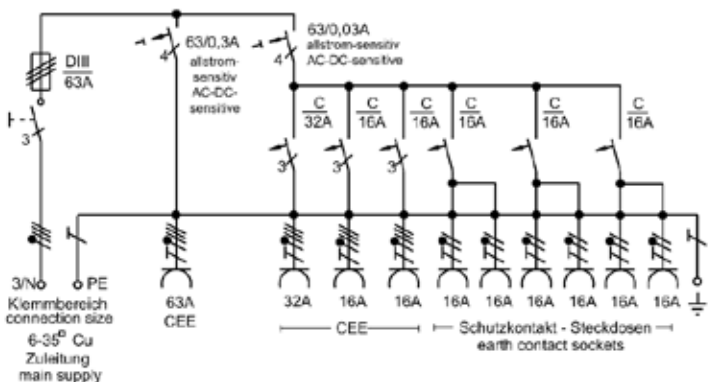 DIII
63A
3
63/0,3A
allstrom-
sensitiv
AC-DC-
sensitive
4
63/0,03A
allstrom-sensitiv
AC-DC-sensitive
4
C C C C C C
32A 16A 16A 16A 16A 16A
3 3 3
3/N PE
Klemmbereich
connection size
6-35□ Cu
Zuleitung
main supply
63A
CEE
32A 16A 16A 16A 16A 16A 16A 16A 16A
CEE
Schutzkontakt - Steckdosen
earth contact sockets